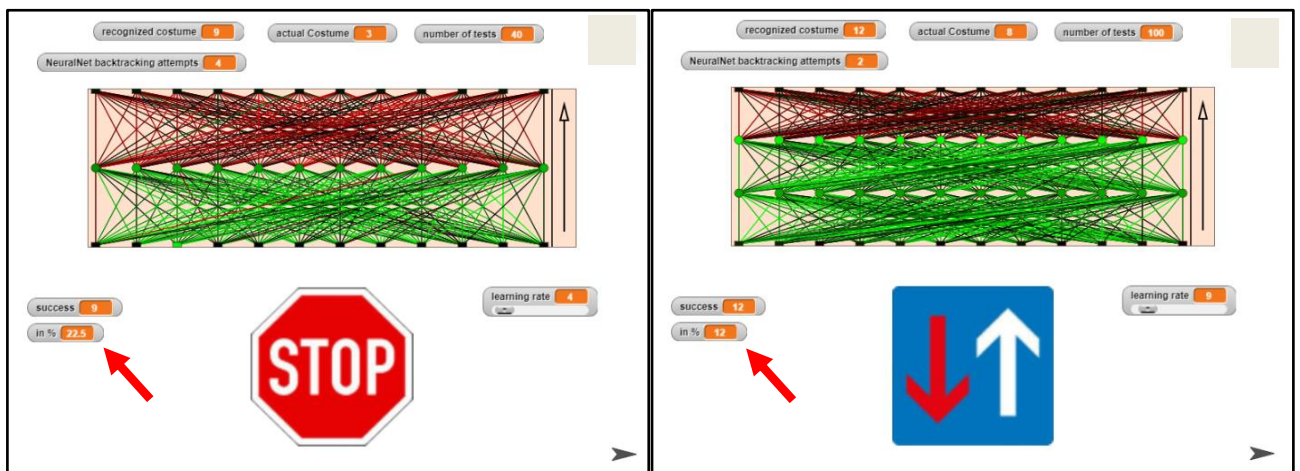 recognized costume 9
actual Costume 3
number of tests 40
NeuralNet backtracking attempts 4
success 9
in % 22.5
STOP
learning rate 4
recognized costume 12
actual Costume 8
number of tests 100
NeuralNet backtracking attempts 2
success 12
in % 12
learning rate 9